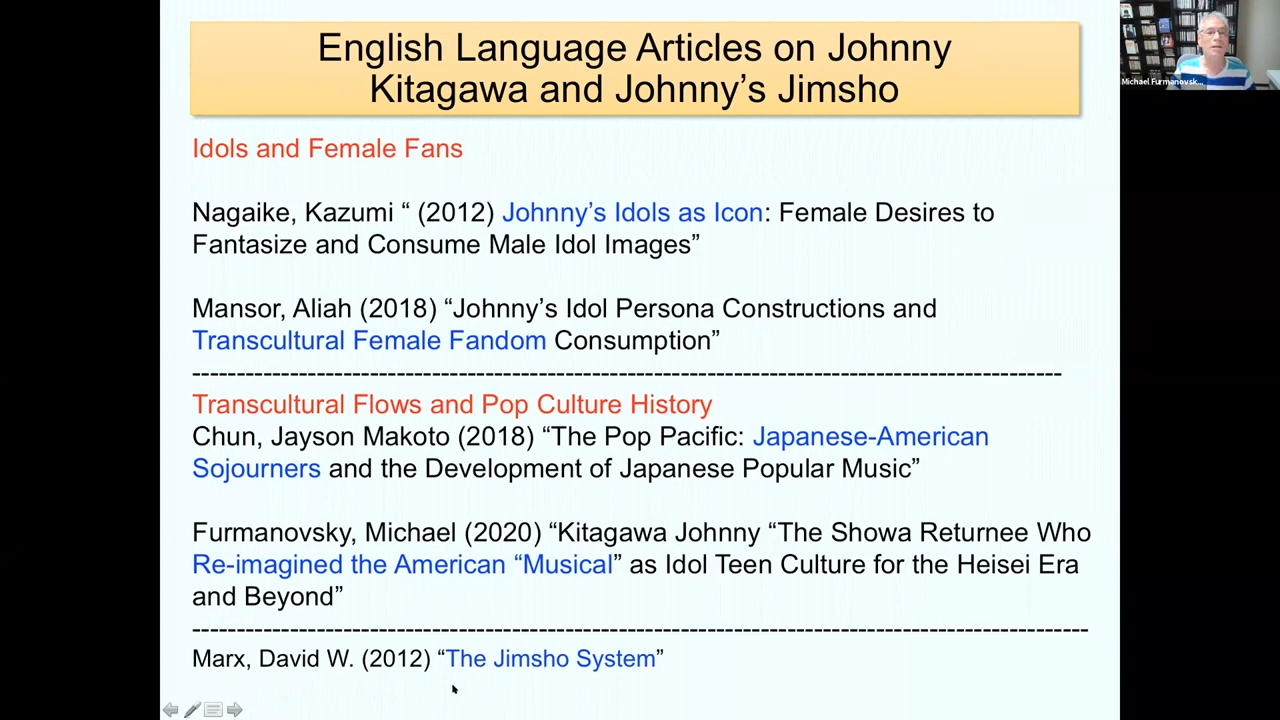 English Language Articles on Johnny
Kitagawa and Johnny’s Jimsho
Idols and Female Fans
Nagaike, Kazumi “ (2012) Johnny’s Idols as Icon: Female Desires to
Fantasize and Consume Male Idol Images”
Mansor, Aliah (2018) “Johnny’s Idol Persona Constructions and
Transcultural Female Fandom Consumption”
--------------------------------------------------------------------------------------------------
Transcultural Flows and Pop Culture History
Chun, Jayson Makoto (2018) “The Pop Pacific: Japanese-American
Sojourners and the Development of Japanese Popular Music”
Furmanovsky, Michael (2020) “Kitagawa Johnny “The Showa Returnee Who
Re-imagined the American “Musical” as Idol Teen Culture for the Heisei Era
and Beyond”
-----------------------------------------------------------------------------------------------------
Marx, David W. (2012) “The Jimsho System”
Michael Furmanovsk...